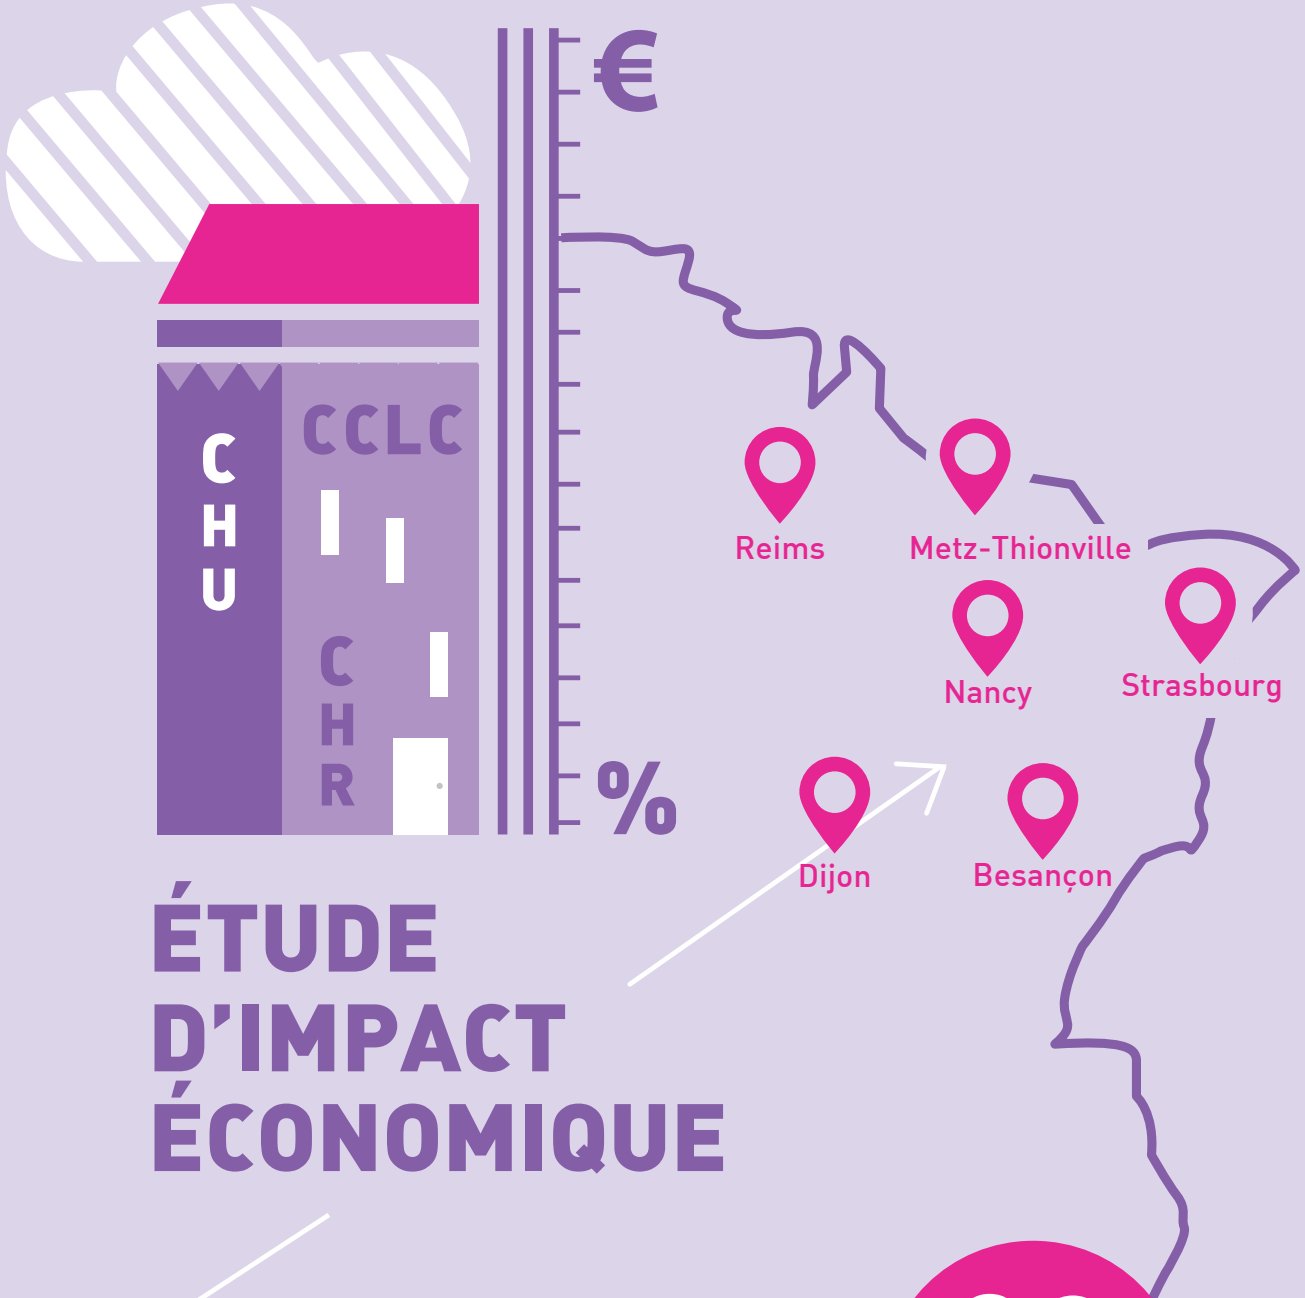 €
CCLC
CHU
CHR
%
Reims
Metz-Thionville
Nancy
Strasbourg
Dijon
Besançon
ÉTUDE
D’IMPACT
ÉCONOMIQUE